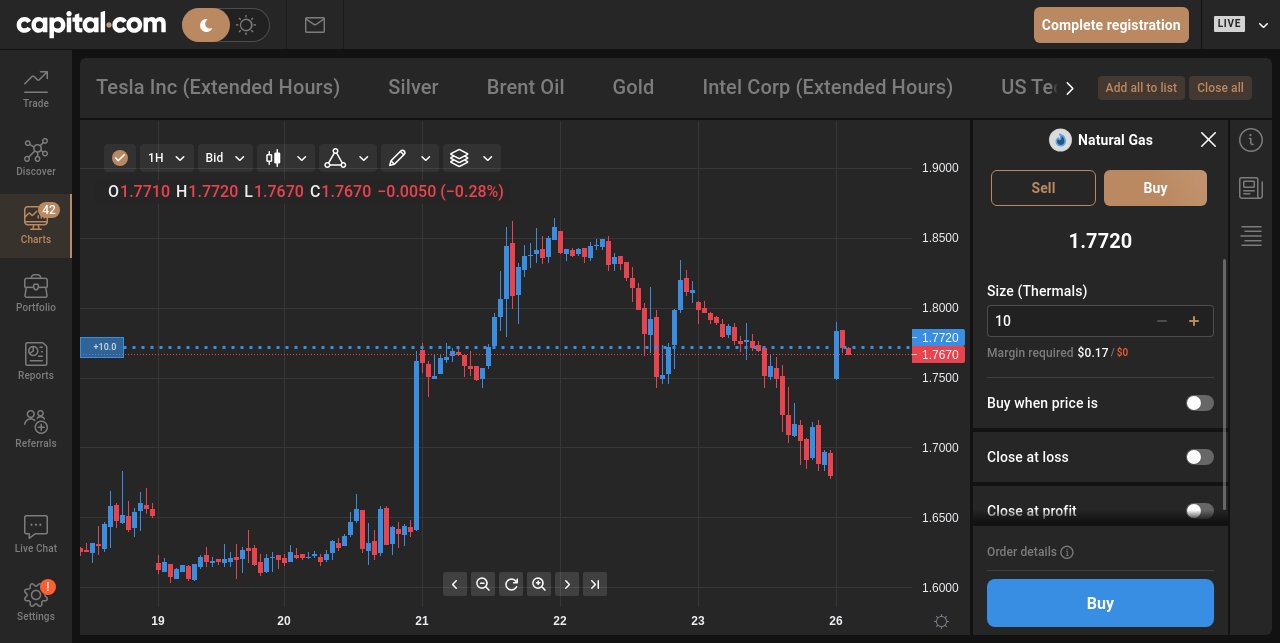 capital.com
Complete registration
LIVE
Trade
Discover
42
Charts
Portfolio
Reports
Referrals
Live Chat
!
Settings
Tesla Inc (Extended Hours)
Silver
Brent Oil
Gold
Intel Corp (Extended Hours)
US Te
Add all to list
Close all
1H
Bid
O1.7710 H1.7720 L1.7670 C1.7670 −0.0050 (−0.28%)
+10.0
1.9000
1.8500
1.8000
1.7720
1.7670
1.7500
1.7000
1.6500
1.6000
19
20
21
22
23
26
Natural Gas
Sell
Buy
1.7720
Size (Thermals)
10
Margin required $0.17 / $0
Buy when price is
Close at loss
Close at profit
Order details
Buy